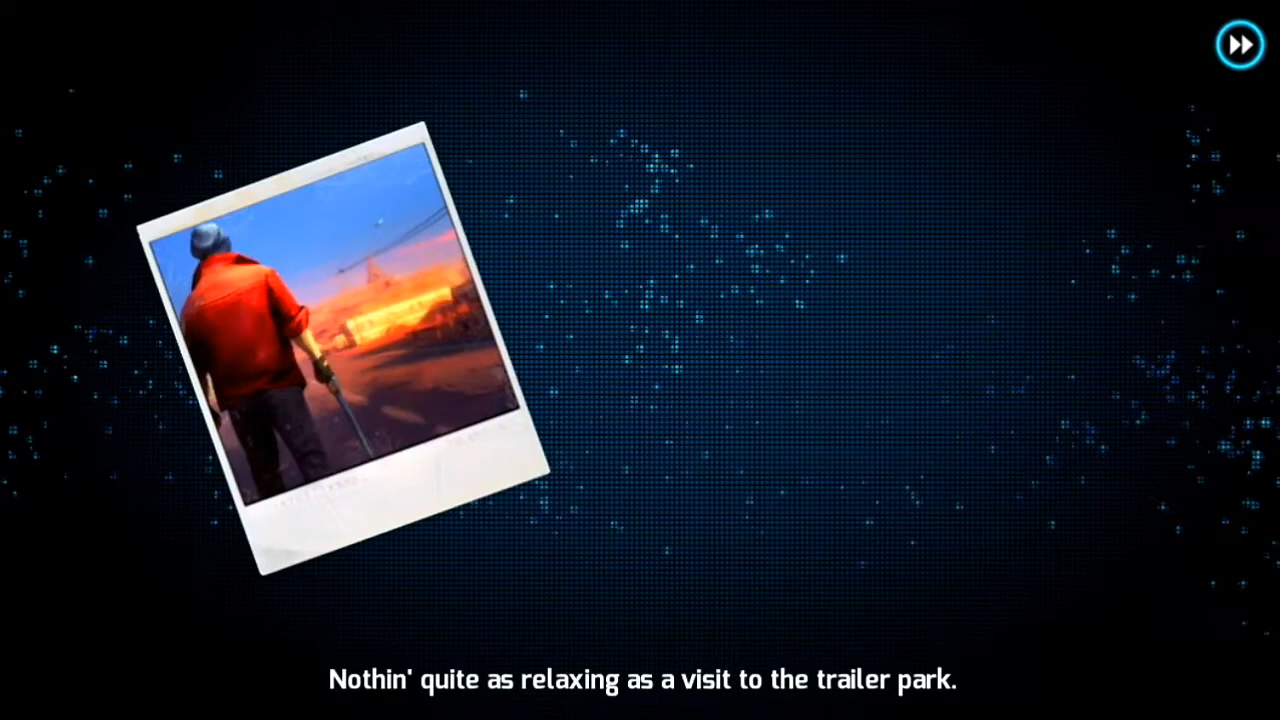 Nothin' quite as relaxing as a visit to the trailer park.